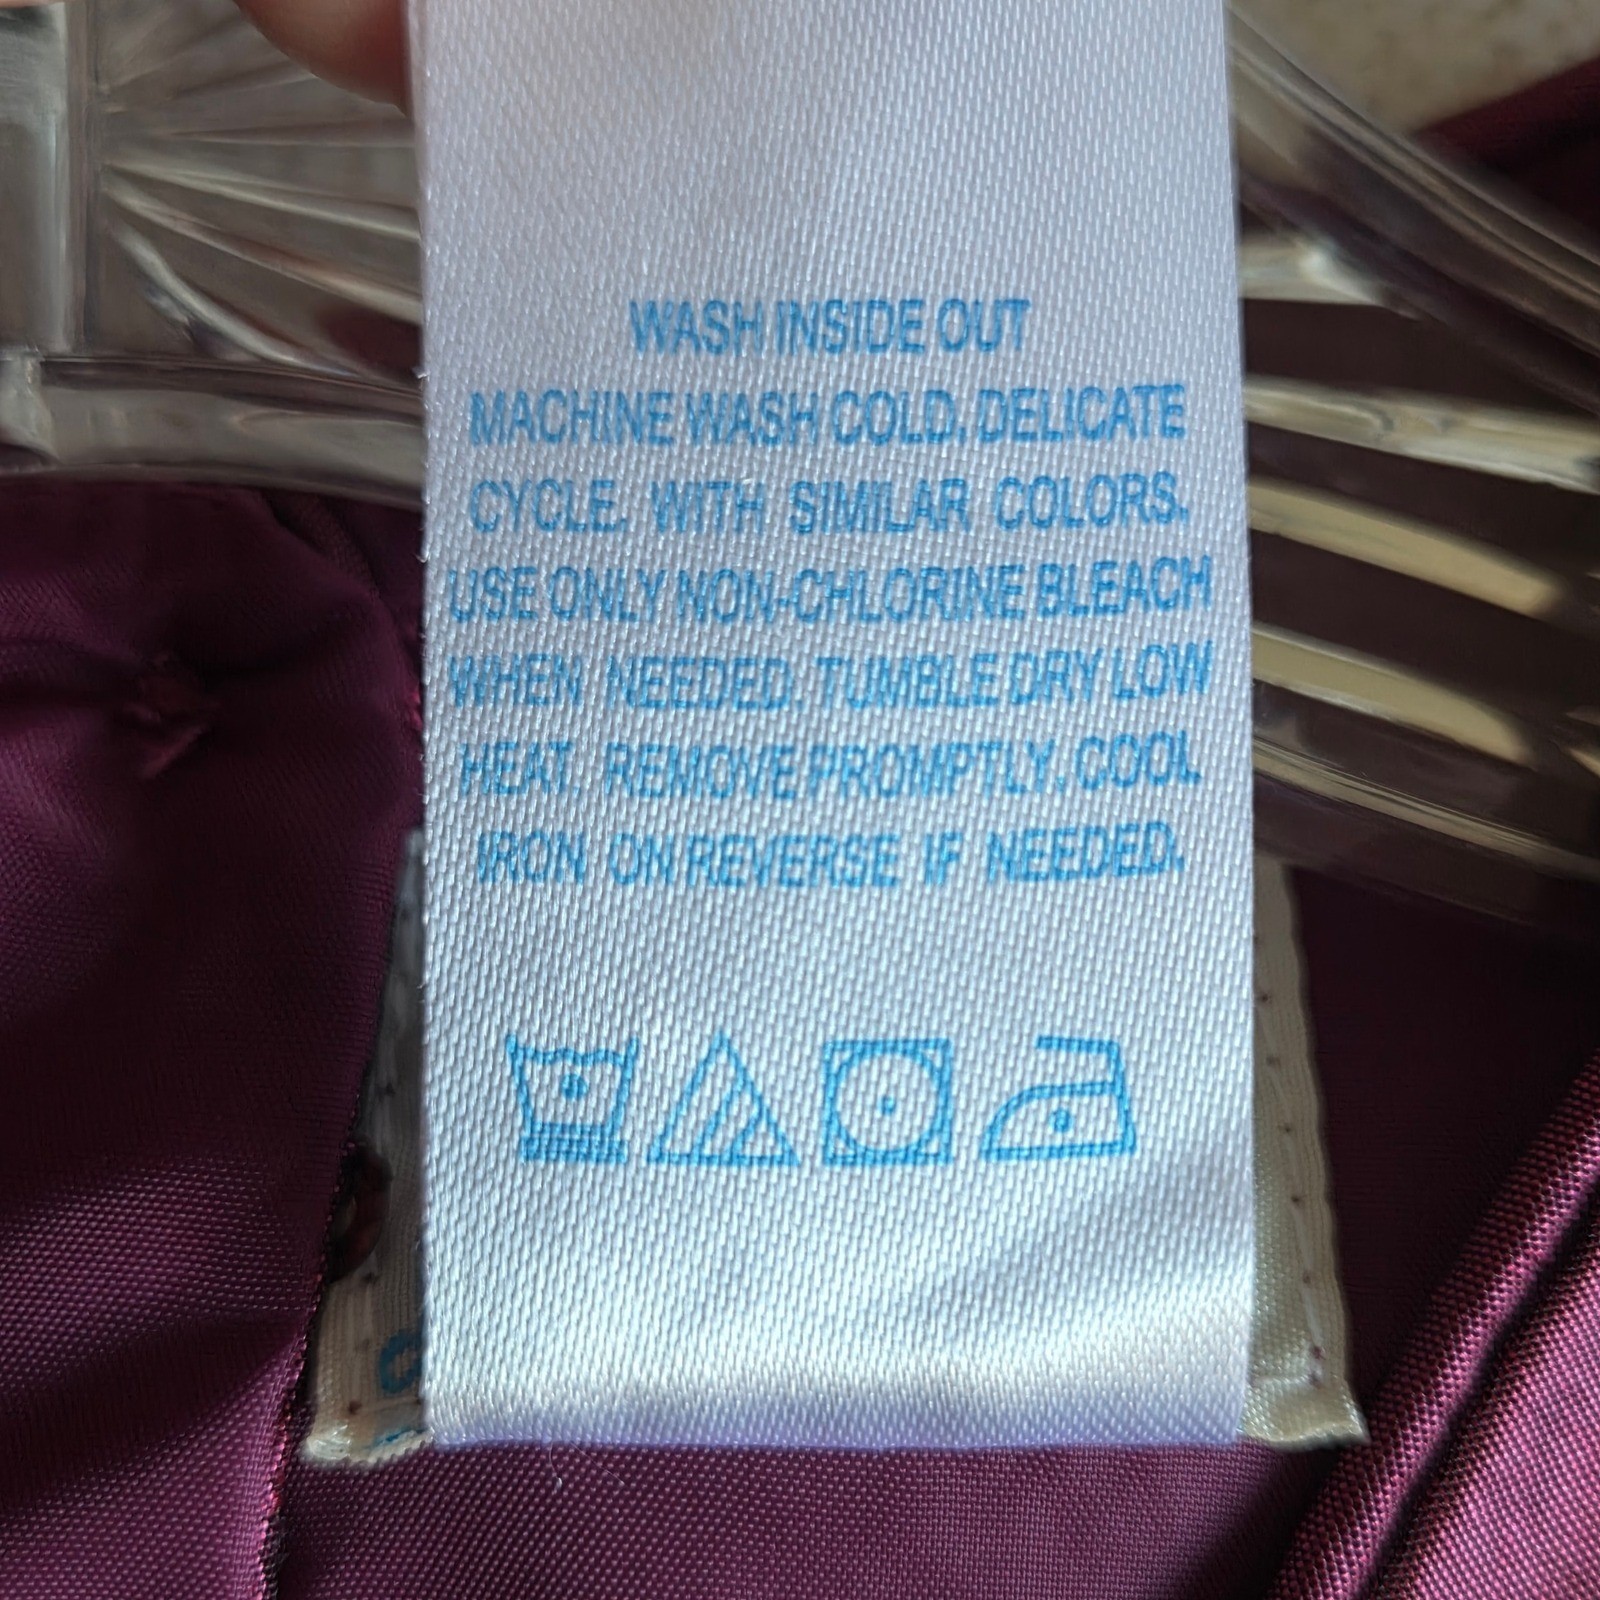 WASH INSIDE OUT
MACHINE WASH COLD, DELICATE
CYCLE. WITH SIMILAR COLORS.
USE ONLY NON-CHLORINE BLEACH
WHEN NEEDED. TUMBLE DRY LOW
HEAT. REMOVE PROMPTLY. COOL
IRON ON REVERSE IF NEEDED.